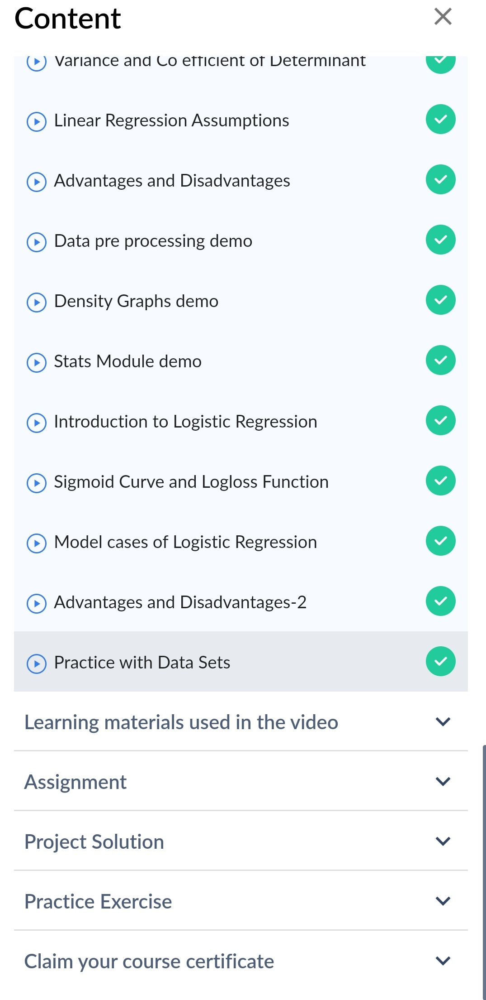 Content
Variance and Co efficient of Determinant
Linear Regression Assumptions
Advantages and Disadvantages
Data pre processing demo
Density Graphs demo
Stats Module demo
Introduction to Logistic Regression
Sigmoid Curve and Logloss Function
Model cases of Logistic Regression
Advantages and Disadvantages-2
Practice with Data Sets
Learning materials used in the video
Assignment
Project Solution
Practice Exercise
Claim your course certificate